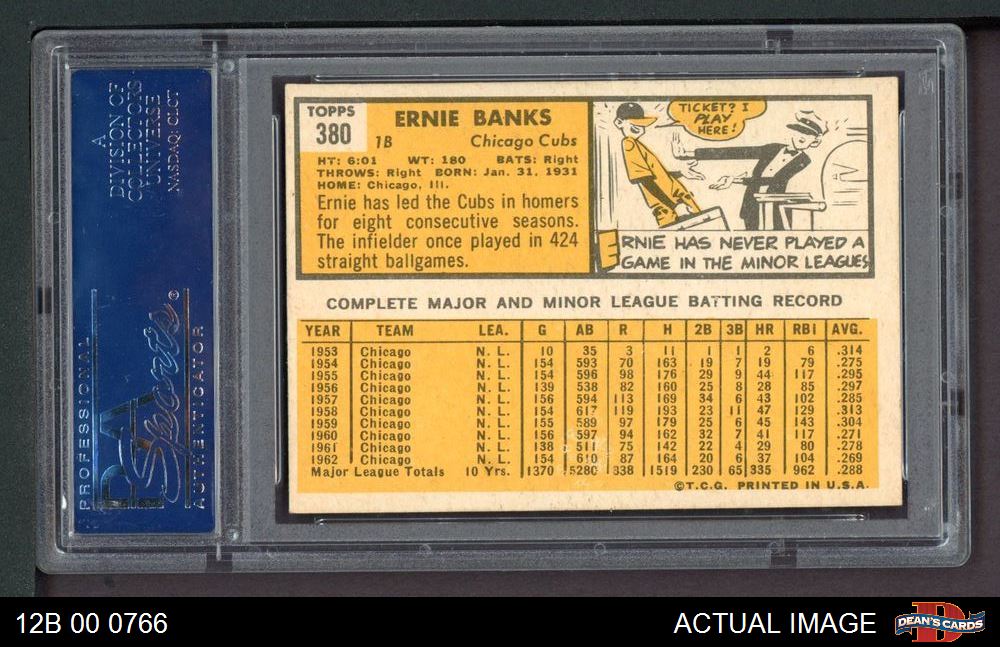 A
DIVISION OF
COLLECTORS
UNIVERSE
NASDAQ: CLCT
PROFESSIONAL
PSA
Sports ®
AUTHENTICATOR
TOPPS
380
ERNIE BANKS
1B Chicago Cubs
HT: 6:01 WT: 180 BATS: Right
THROWS: Right BORN: Jan. 31, 1931
HOME: Chicago, Ill.
Ernie has led the Cubs in homers
for eight consecutive seasons.
The infielder once played in 424
straight ballgames.
TICKET? I
PLAY
HERE!
ERNIE HAS NEVER PLAYED A
GAME IN THE MINOR LEAGUES
COMPLETE MAJOR AND MINOR LEAGUE BATTING RECORD
YEAR TEAM LEA. G AB R H 2B 3B HR RBI AVG.
1953 Chicago N. L. 10 35 3 11 1 1 2 6 .314
1954 Chicago N. L. 154 593 70 163 19 7 19 79 .275
1955 Chicago N. L. 154 596 98 176 29 9 44 117 .295
1956 Chicago N. L. 139 538 82 160 25 8 28 85 .297
1957 Chicago N. L. 156 594 113 169 34 6 43 102 .285
1958 Chicago N. L. 154 617 119 193 23 11 47 129 .313
1959 Chicago N. L. 155 589 97 179 25 6 45 143 .304
1960 Chicago N. L. 156 597 94 162 32 7 41 117 .271
1961 Chicago N. L. 138 511 75 142 22 4 29 80 .278
1962 Chicago N. L. 154 610 87 164 20 6 37 104 .269
Major League Totals 10 Yrs. 1370 5280 838 1519 230 65 335 962 .288
©T.C.G. PRINTED IN U.S.A.
12B 00 0766
ACTUAL IMAGE
DEAN'S CARDS